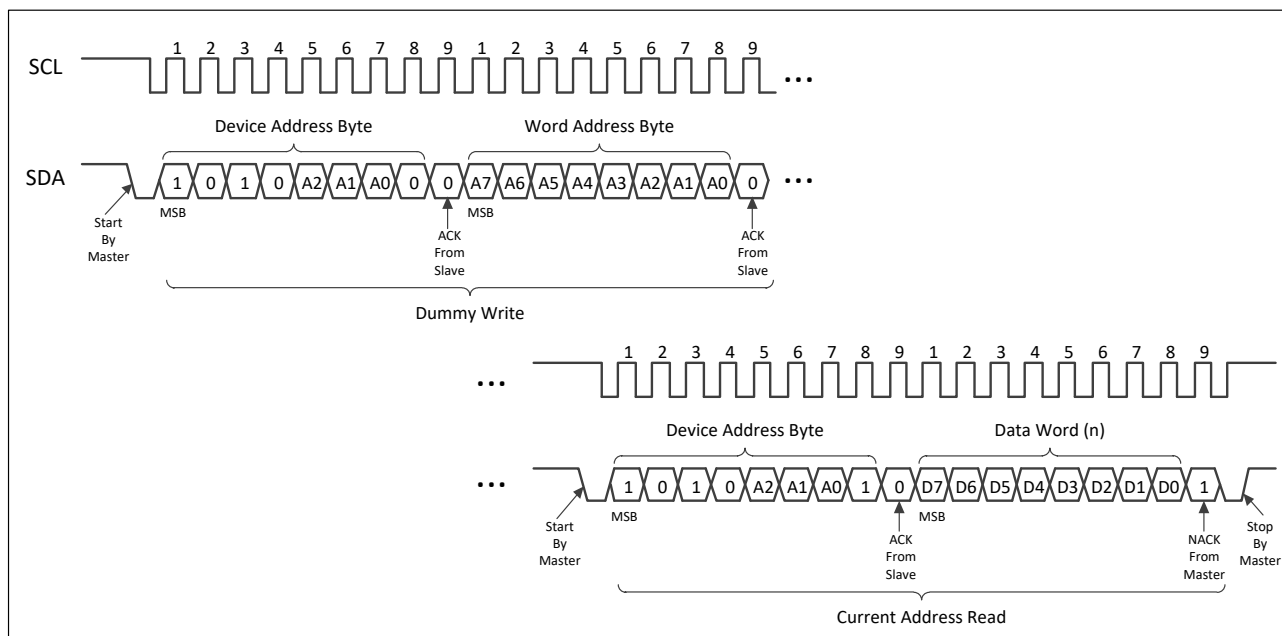 1 2 3 4 5 6 7 8 9 1 2 3 4 5 6 7 8 9
SCL ...
Device Address Byte Word Address Byte
SDA 1 0 1 0 A2 A1 A0 0 0 A7 A6 A5 A4 A3 A2 A1 A0 0 ...
MSB MSB
Start
By
Master
ACK
From
Slave
ACK
From
Slave
Dummy Write
1 2 3 4 5 6 7 8 9 1 2 3 4 5 6 7 8 9
...
Device Address Byte Data Word (n)
... 1 0 1 0 A2 A1 A0 1 0 D7 D6 D5 D4 D3 D2 D1 D0 1
MSB MSB
Start
By
Master
ACK
From
Slave
NACK
From
Master
Stop
By
Master
Current Address Read